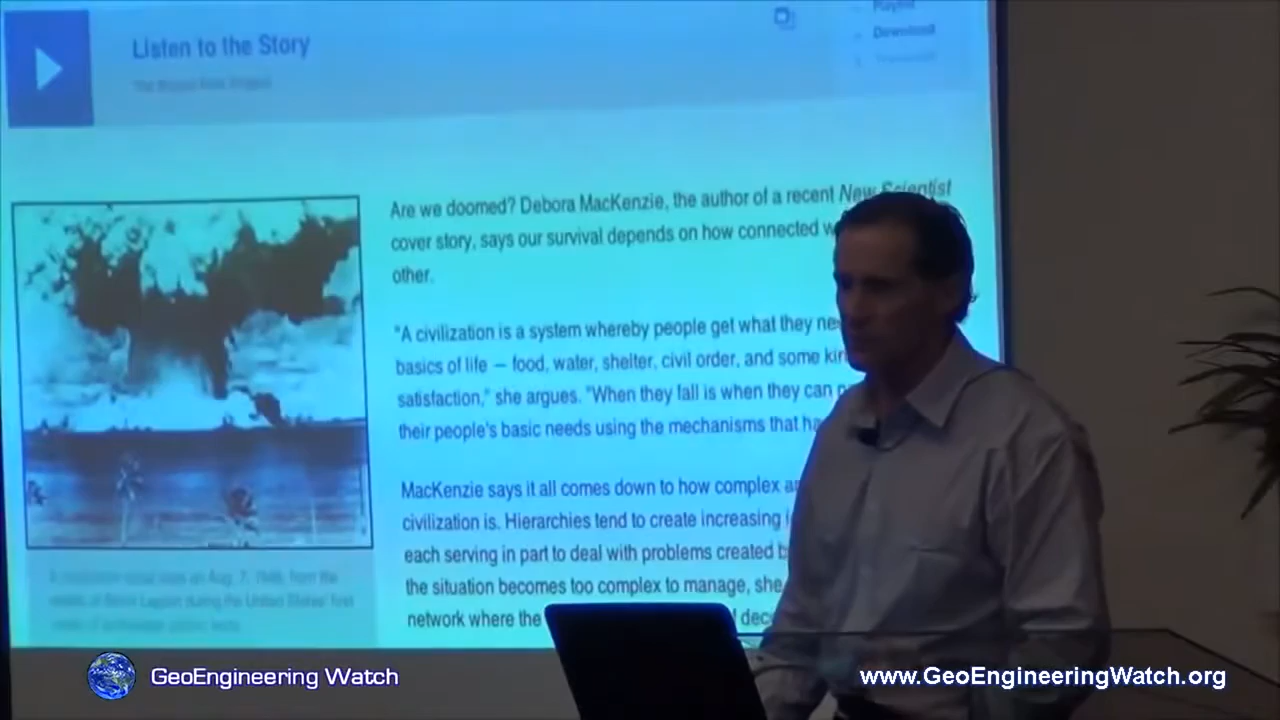 Playlist
Download
Listen to the Story
Are we doomed? Debora MacKenzie, the author of a recent New Scientist
cover story, says our survival depends on how connected
other.
"A civilization is a system whereby people get what they
basics of life — food, water, shelter, civil order, and some
satisfaction," she argues. "When they fall is when they can
their people's basic needs using the mechanisms that
MacKenzie says it all comes down to how complex
civilization is. Hierarchies tend to create increasing
each serving in part to deal with problems created
the situation becomes too complex to manage, she
network where the
GeoEngineering Watch
www.GeoEngineeringWatch.org